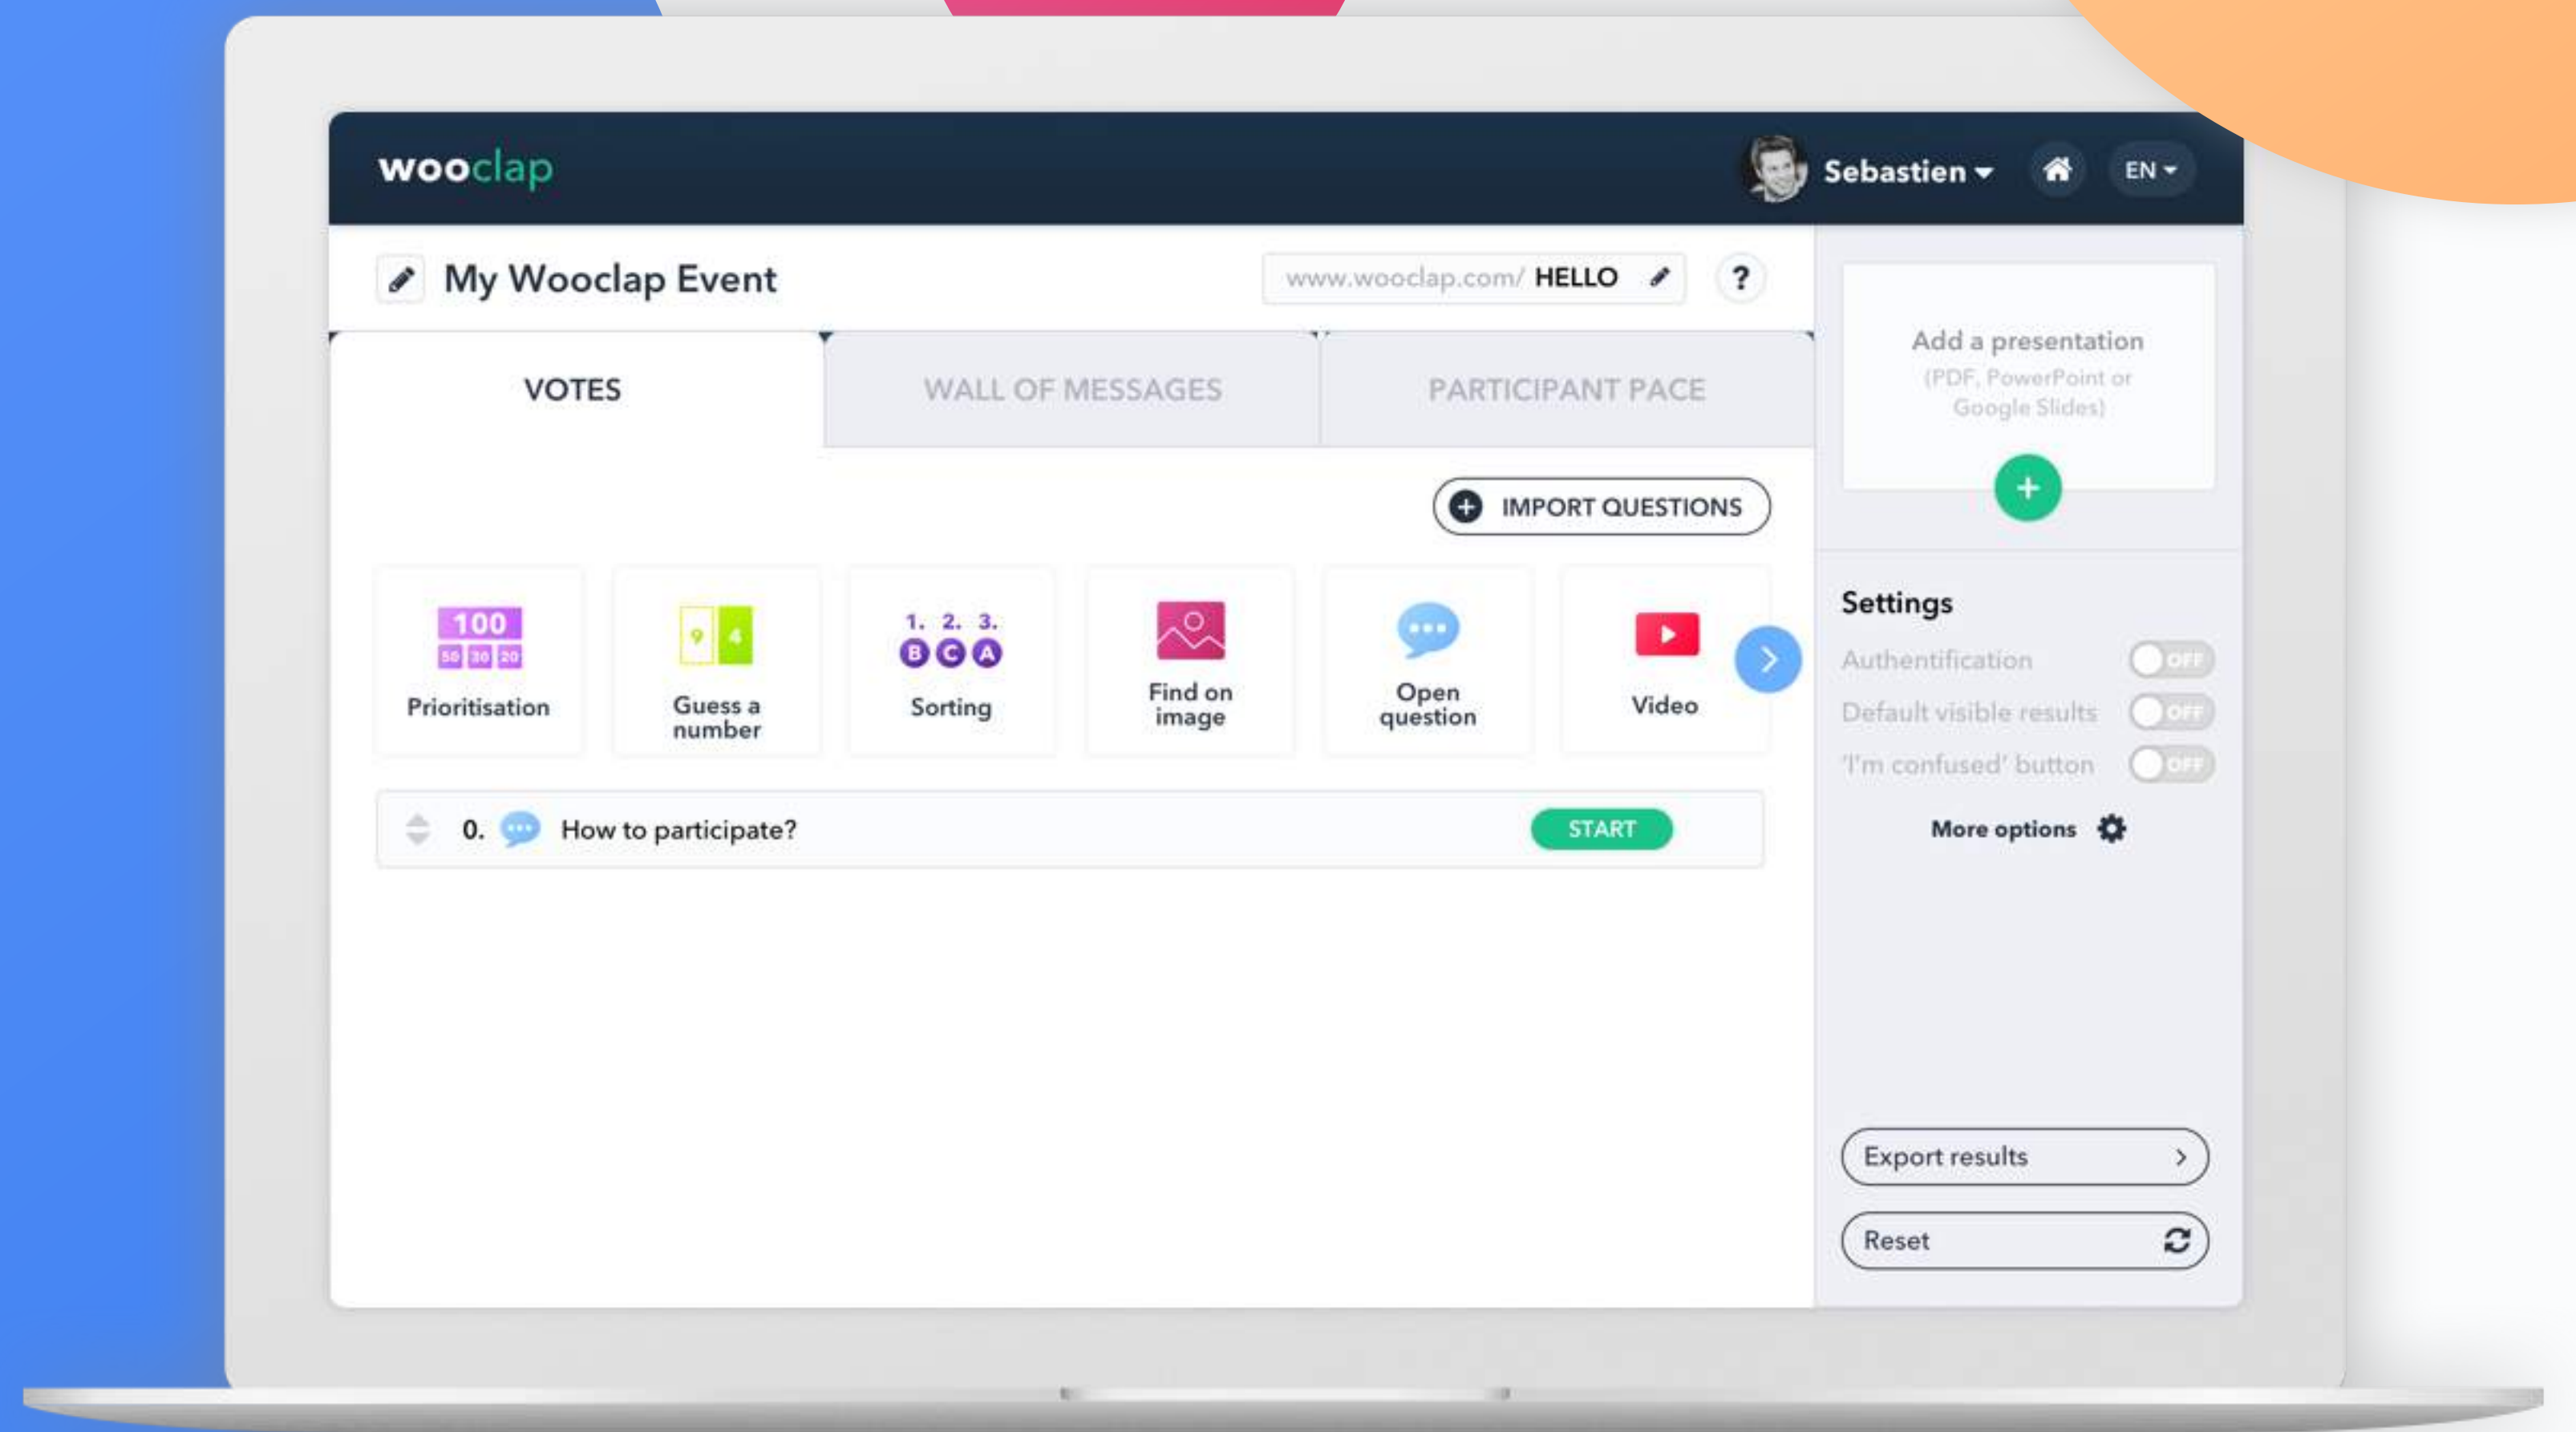 wooclap
Sebastien
EN
My Wooclap Event
www.wooclap.com/ HELLO
?
VOTES
WALL OF MESSAGES
PARTICIPANT PACE
IMPORT QUESTIONS
100
50 30 20
Prioritisation
9 4
Guess a
number
1. 2. 3.
B C A
Sorting
Find on
image
Open
question
Video
0. How to participate?
START
Add a presentation
(PDF, PowerPoint or
Google Slides)
Settings
Authentification OFF
Default visible results OFF
'I'm confused' button OFF
More options
Export results
Reset